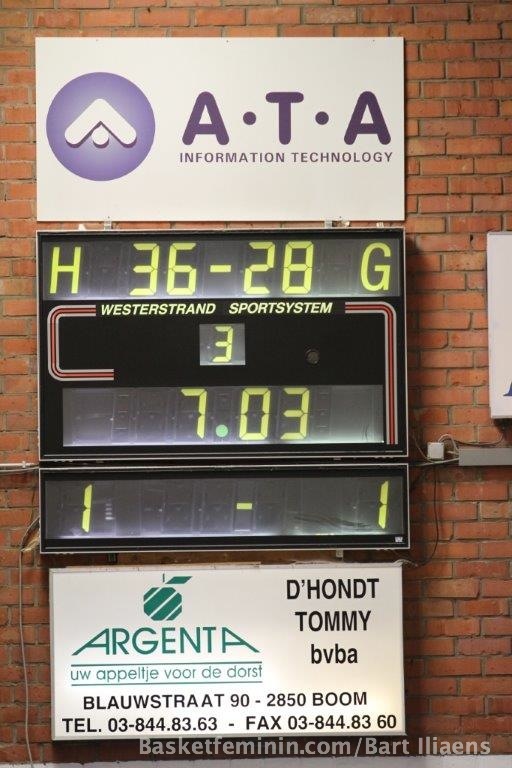 A·T·A
INFORMATION TECHNOLOGY
H 36-28 G
WESTERSTRAND SPORTSYSTEM
3
7.03
1 - 1
ARGENTA
uw appeltje voor de dorst
D'HONDT
TOMMY
bvba
BLAUWSTRAAT 90 - 2850 BOOM
TEL. 03-844.83.63 - FAX 03-844.83 60
Basketfeminin.com/Bart Iliaens